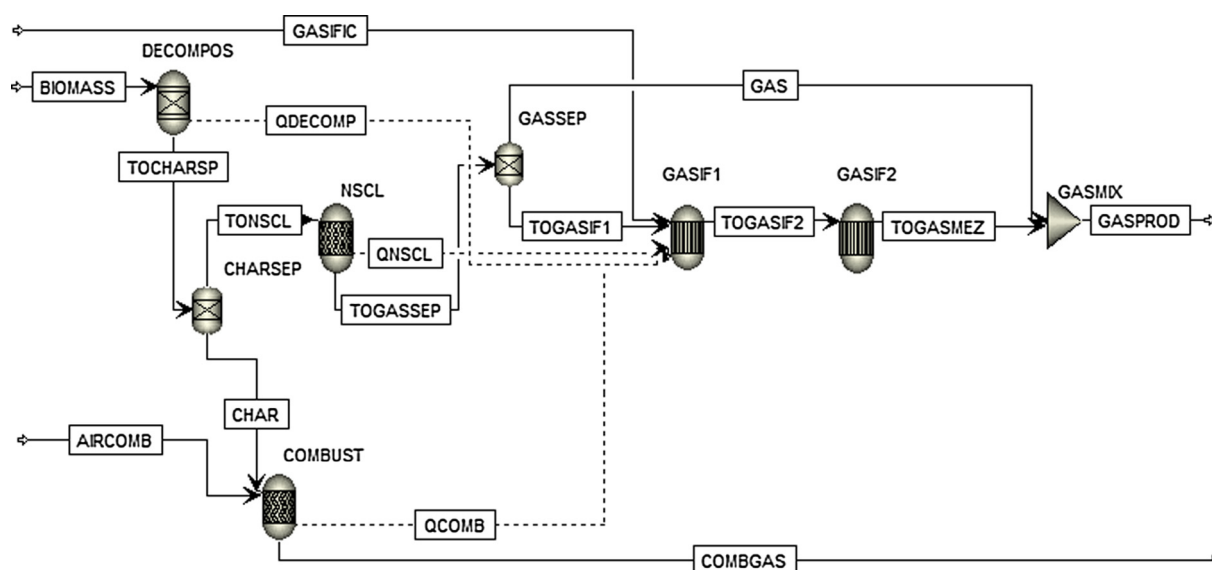 GASIFIC
DECOMPOS
BIOMASS
GAS
QDECOMP
GASSEP
TOCHARSP
NSCL
GASIF1
GASIF2
GASMIX
TONSCL
TOGASIF1
TOGASIF2
TOGASMEZ
GASPROD
QNSCL
CHARSEP
TOGASSEP
CHAR
AIRCOMB
COMBUST
QCOMB
COMBGAS